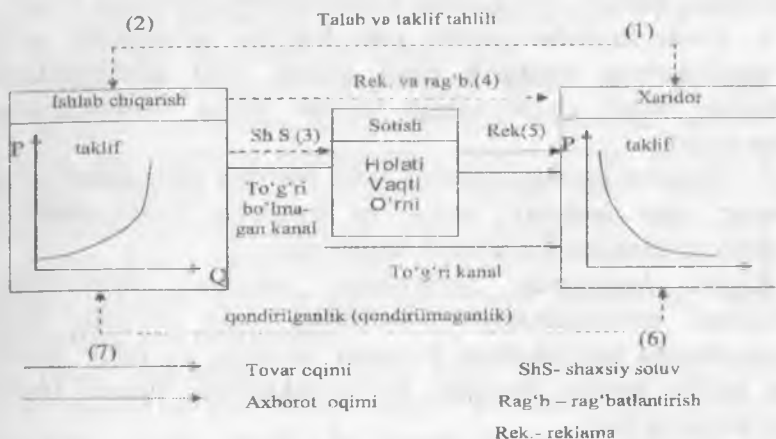 (2) Talab va taklif tahlili (1)
Rek. va rag'b.(4)
Ishlab chiqarish
Xaridor
Sh S (3)
Sotish
Rek(5)
P taklif
P taklif
Holati
Vaqti
O'rni
To'g'ri
bo'lma-
gan kanal
Q
To'g'ri kanal
qondirilganlik (qondirilmaganlik)
(7) (6)
Tovar oqimi
ShS- shaxsiy sotuv
Axborot oqimi
Rag'b – rag'batlantirish
Rek.- reklama